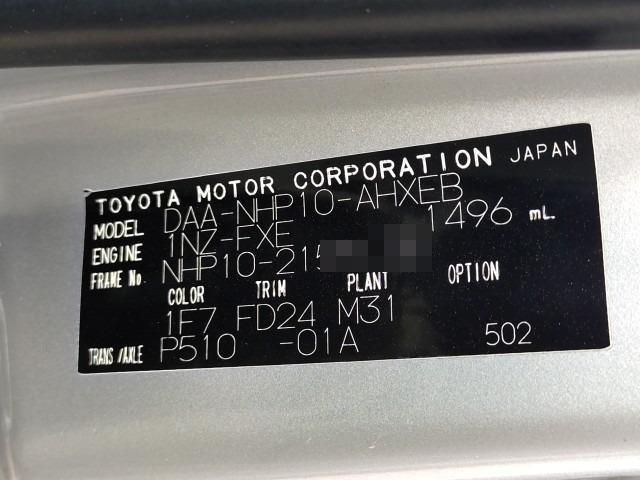 TOYOTA MOTOR CORPORATION JAPAN
MODEL DAA-NHP10-AHXEB
ENGINE 1NZ-FXE 1496 mL.
FRAME No NHP10-215
COLOR TRIM PLANT OPTION
1F7 FD24 M31
TRANS/AXLE P510 -01A 502